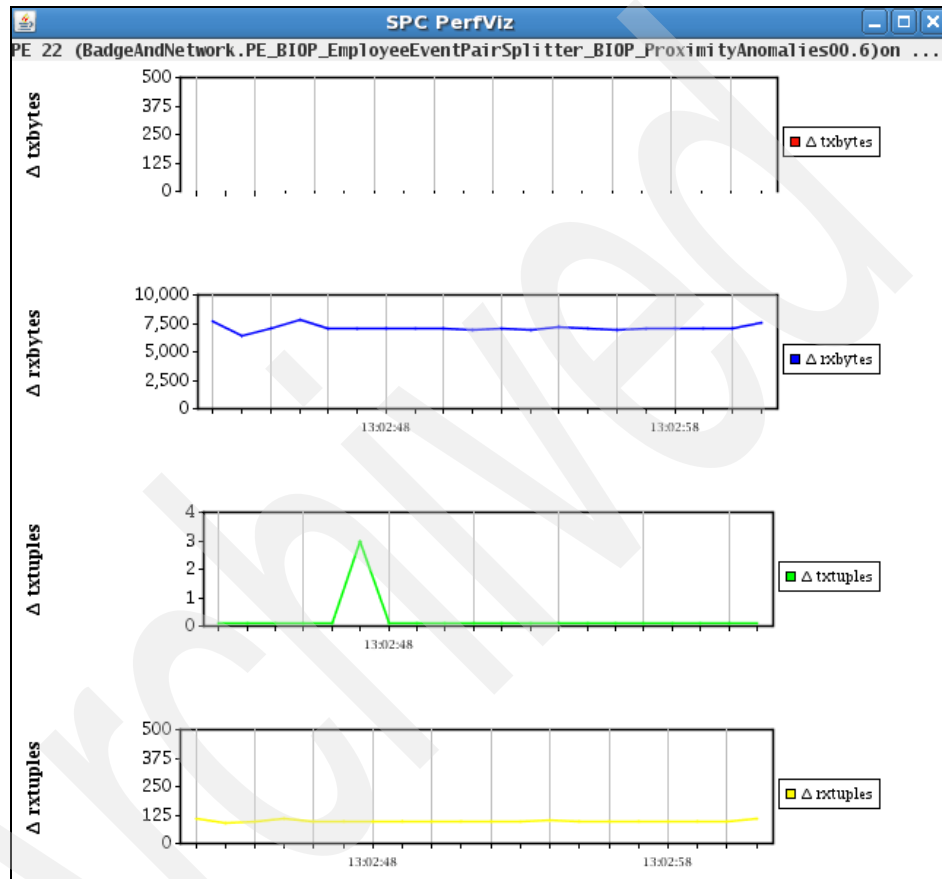 SPC PerfViz
PE 22 (BadgeAndNetwork.PE_BIOP_EmployeeEventPairSplitter_BIOP_ProximityAnomalies00.6)on ...
Δ txbytes
500
375
250
125
0
Δ txbytes
Δ rxbytes
10,000
7,500
5,000
2,500
0
13:02:48
13:02:58
Δ rxbytes
Δ txtuples
4
3
2
1
0
13:02:48
Δ txtuples
Δ rxtuples
500
375
250
125
0
13:02:48
13:02:58
Δ rxtuples
Archived